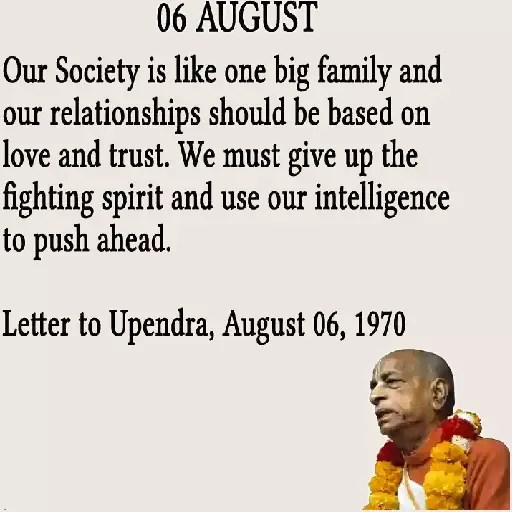 06 AUGUST
Our Society is like one big family and
our relationships should be based on
love and trust. We must give up the
fighting spirit and use our intelligence
to push ahead.
Letter to Upendra, August 06, 1970